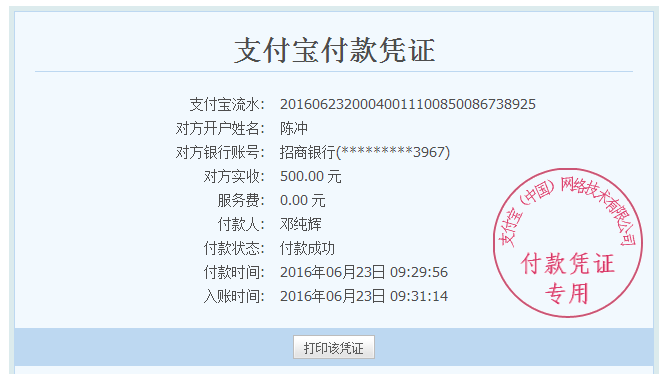 支付宝付款凭证
支付宝流水： 20160623200040011100850086738925
对方开户姓名： 陈冲
对方银行账号： 招商银行(*********3967)
对方实收： 500.00 元
服务费： 0.00 元
付款人： 邓纯辉
付款状态： 付款成功
付款时间： 2016年06月23日 09:29:56
入账时间： 2016年06月23日 09:31:14
支付宝（中国）网络技术有限公司
付款凭证
专用
打印该凭证